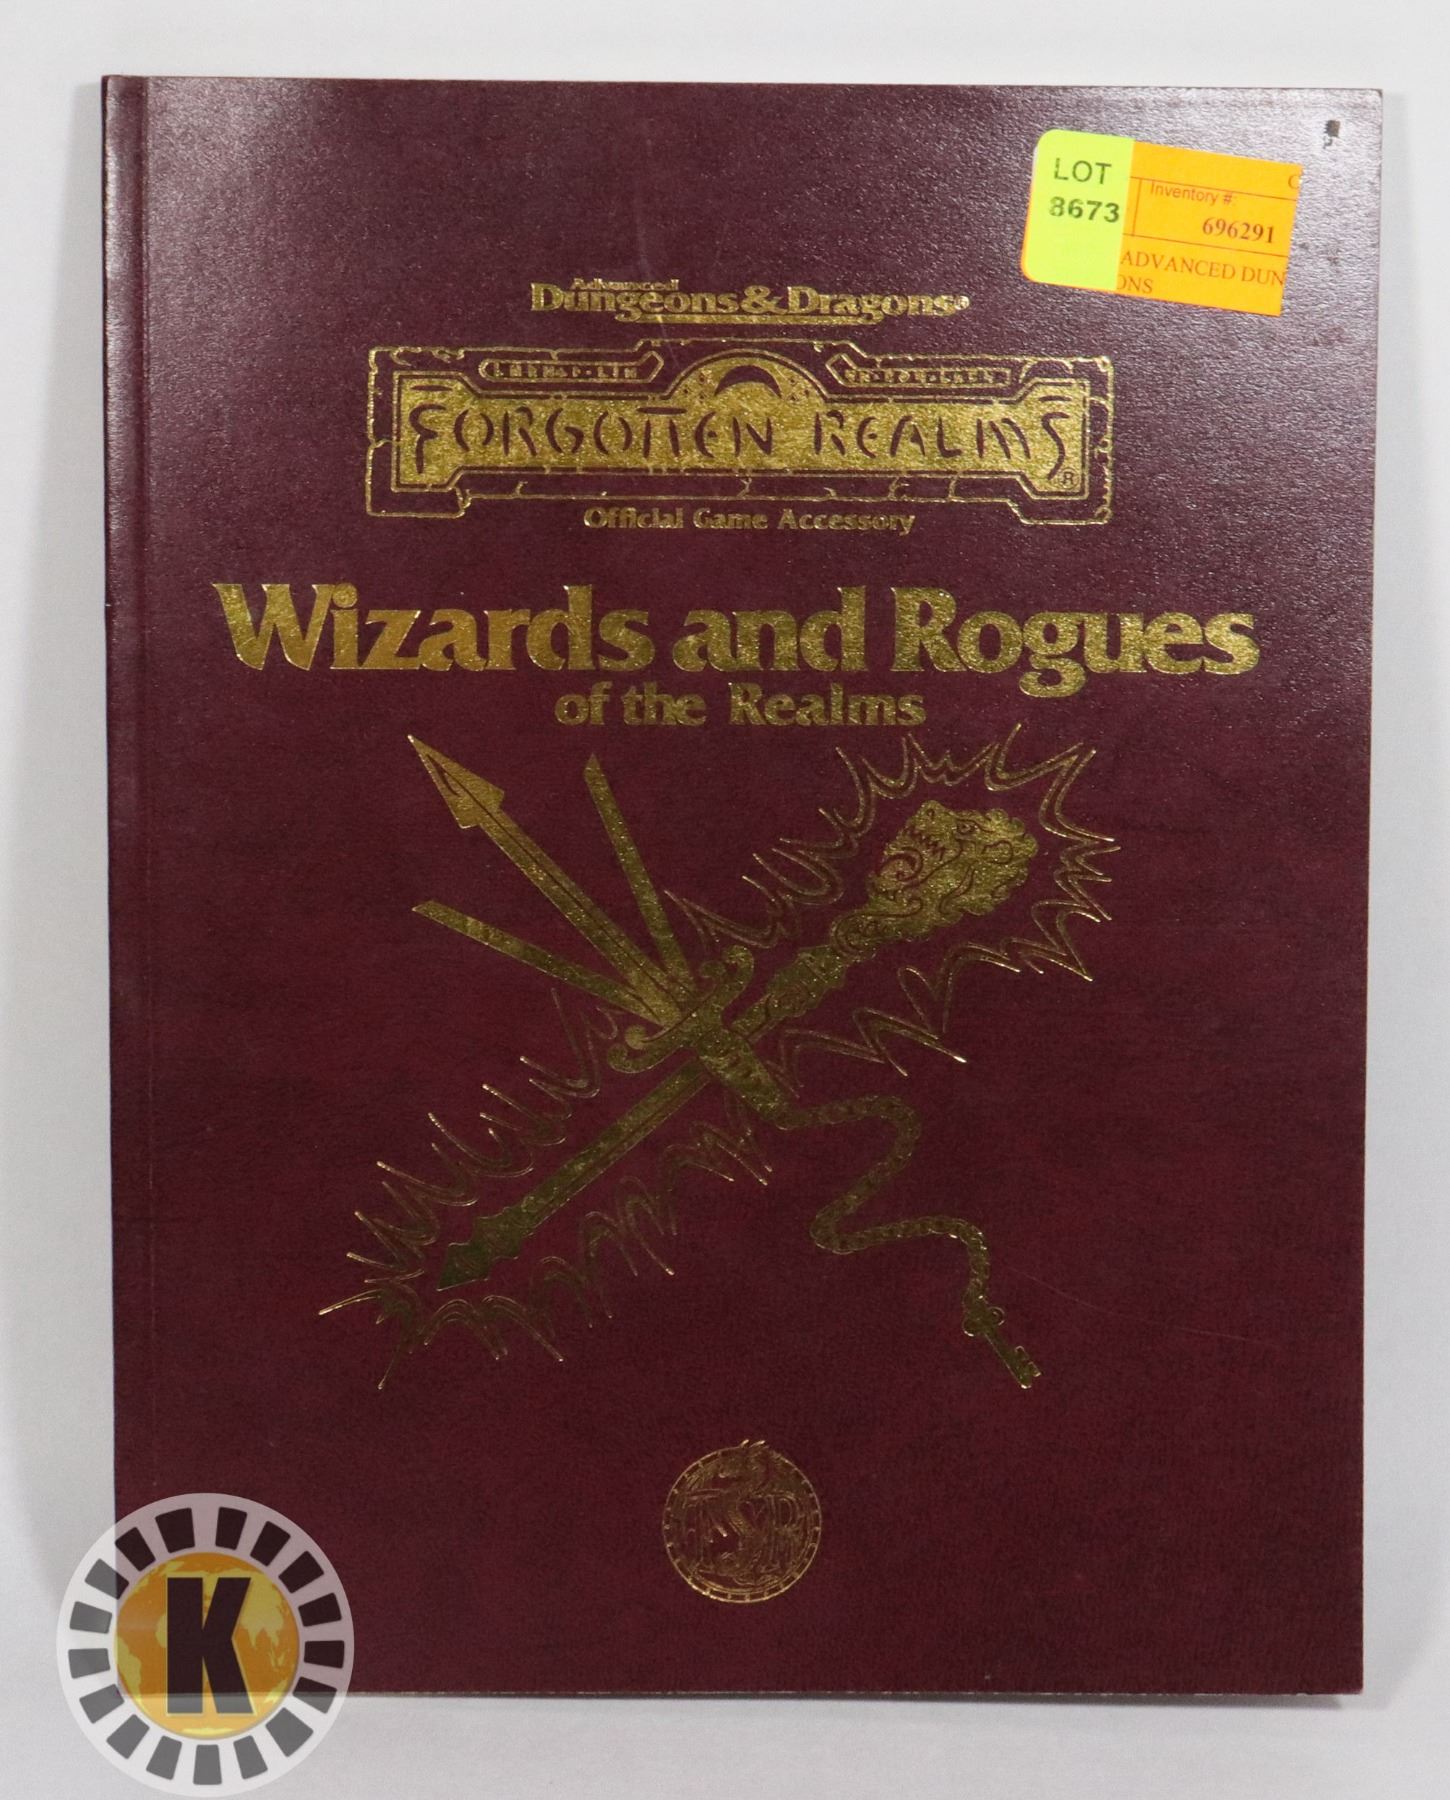 LOT
8673
Inventory #:
696291
ADVANCED DUN
ONS
Advanced
Dungeons & Dragons®
FORGOTTEN REALMS®
Official Game Accessory
Wizards and Rogues
of the Realms
TSR
K